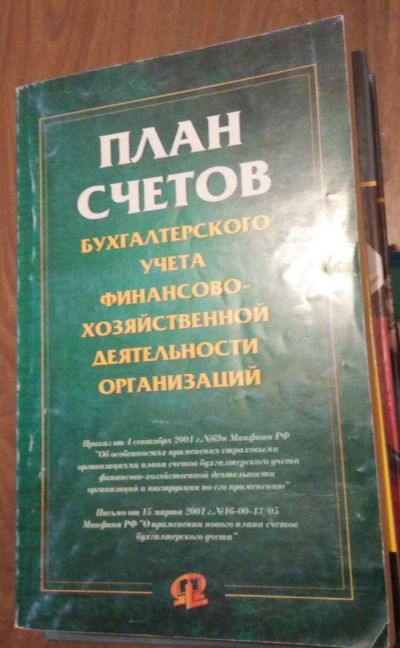 ПЛАН
СЧЕТОВ
БУХГАЛТЕРСКОГО
УЧЕТА
ФИНАНСОВО-
ХОЗЯЙСТВЕННОЙ
ДЕЯТЕЛЬНОСТИ
ОРГАНИЗАЦИЙ
Приказ от 4 сентября 2001 г. №69н Минфина РФ
"Об особенностях применения страховыми
организациями плана счетов бухгалтерского учета
финансово-хозяйственной деятельности
организаций и инструкции по его применению"
Письмо от 15 марта 2001 г. №16-00-13/05
Минфина РФ "О применении нового плана счетов
бухгалтерского учета"